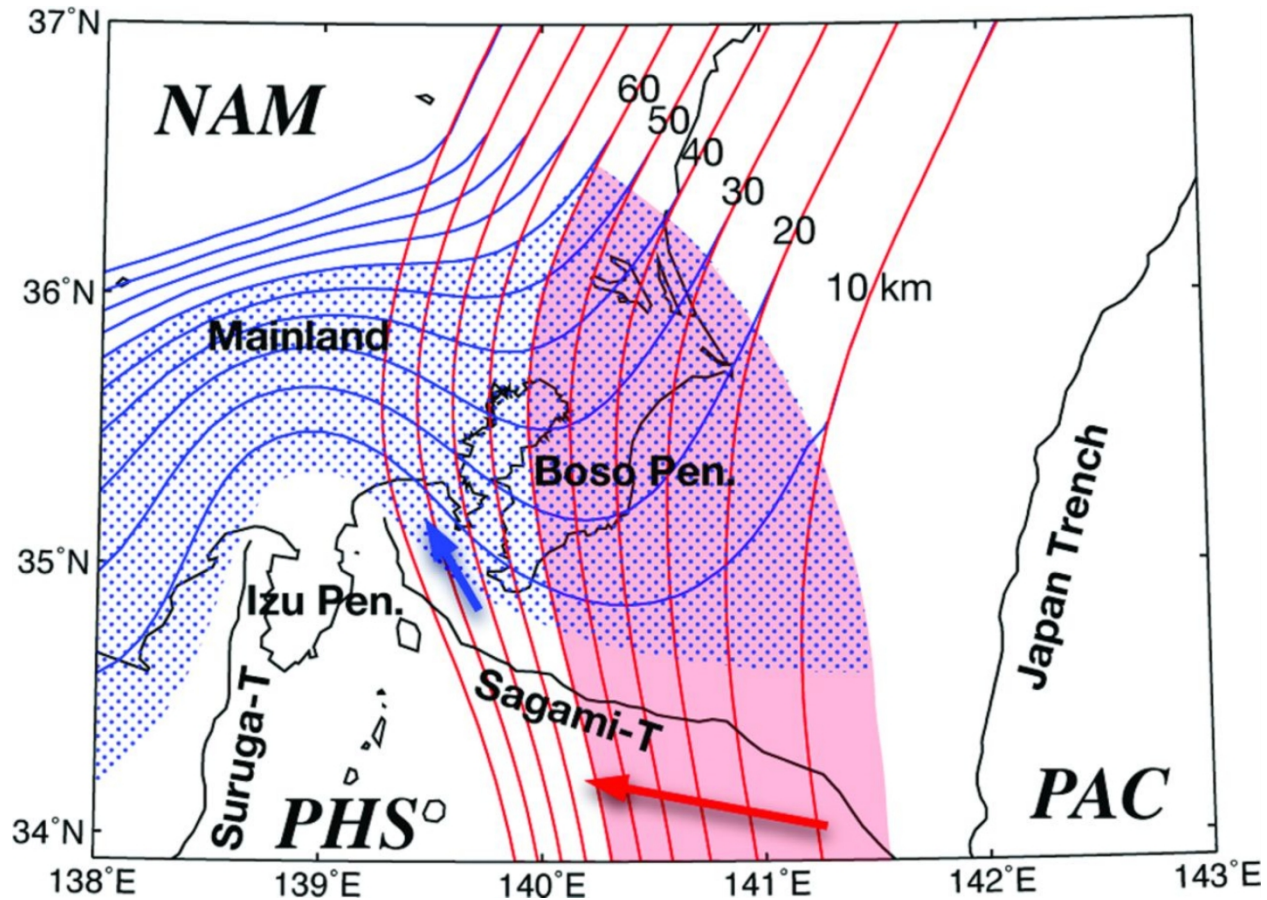 37°N
NAM
60
50
40
30
20
10 km
36°N
Mainland
Boso Pen.
35°N
Izu Pen.
Japan Trench
Suruga-T
Sagami-T
PHS
PAC
34°N
138°E
139°E
140°E
141°E
142°E
143°E